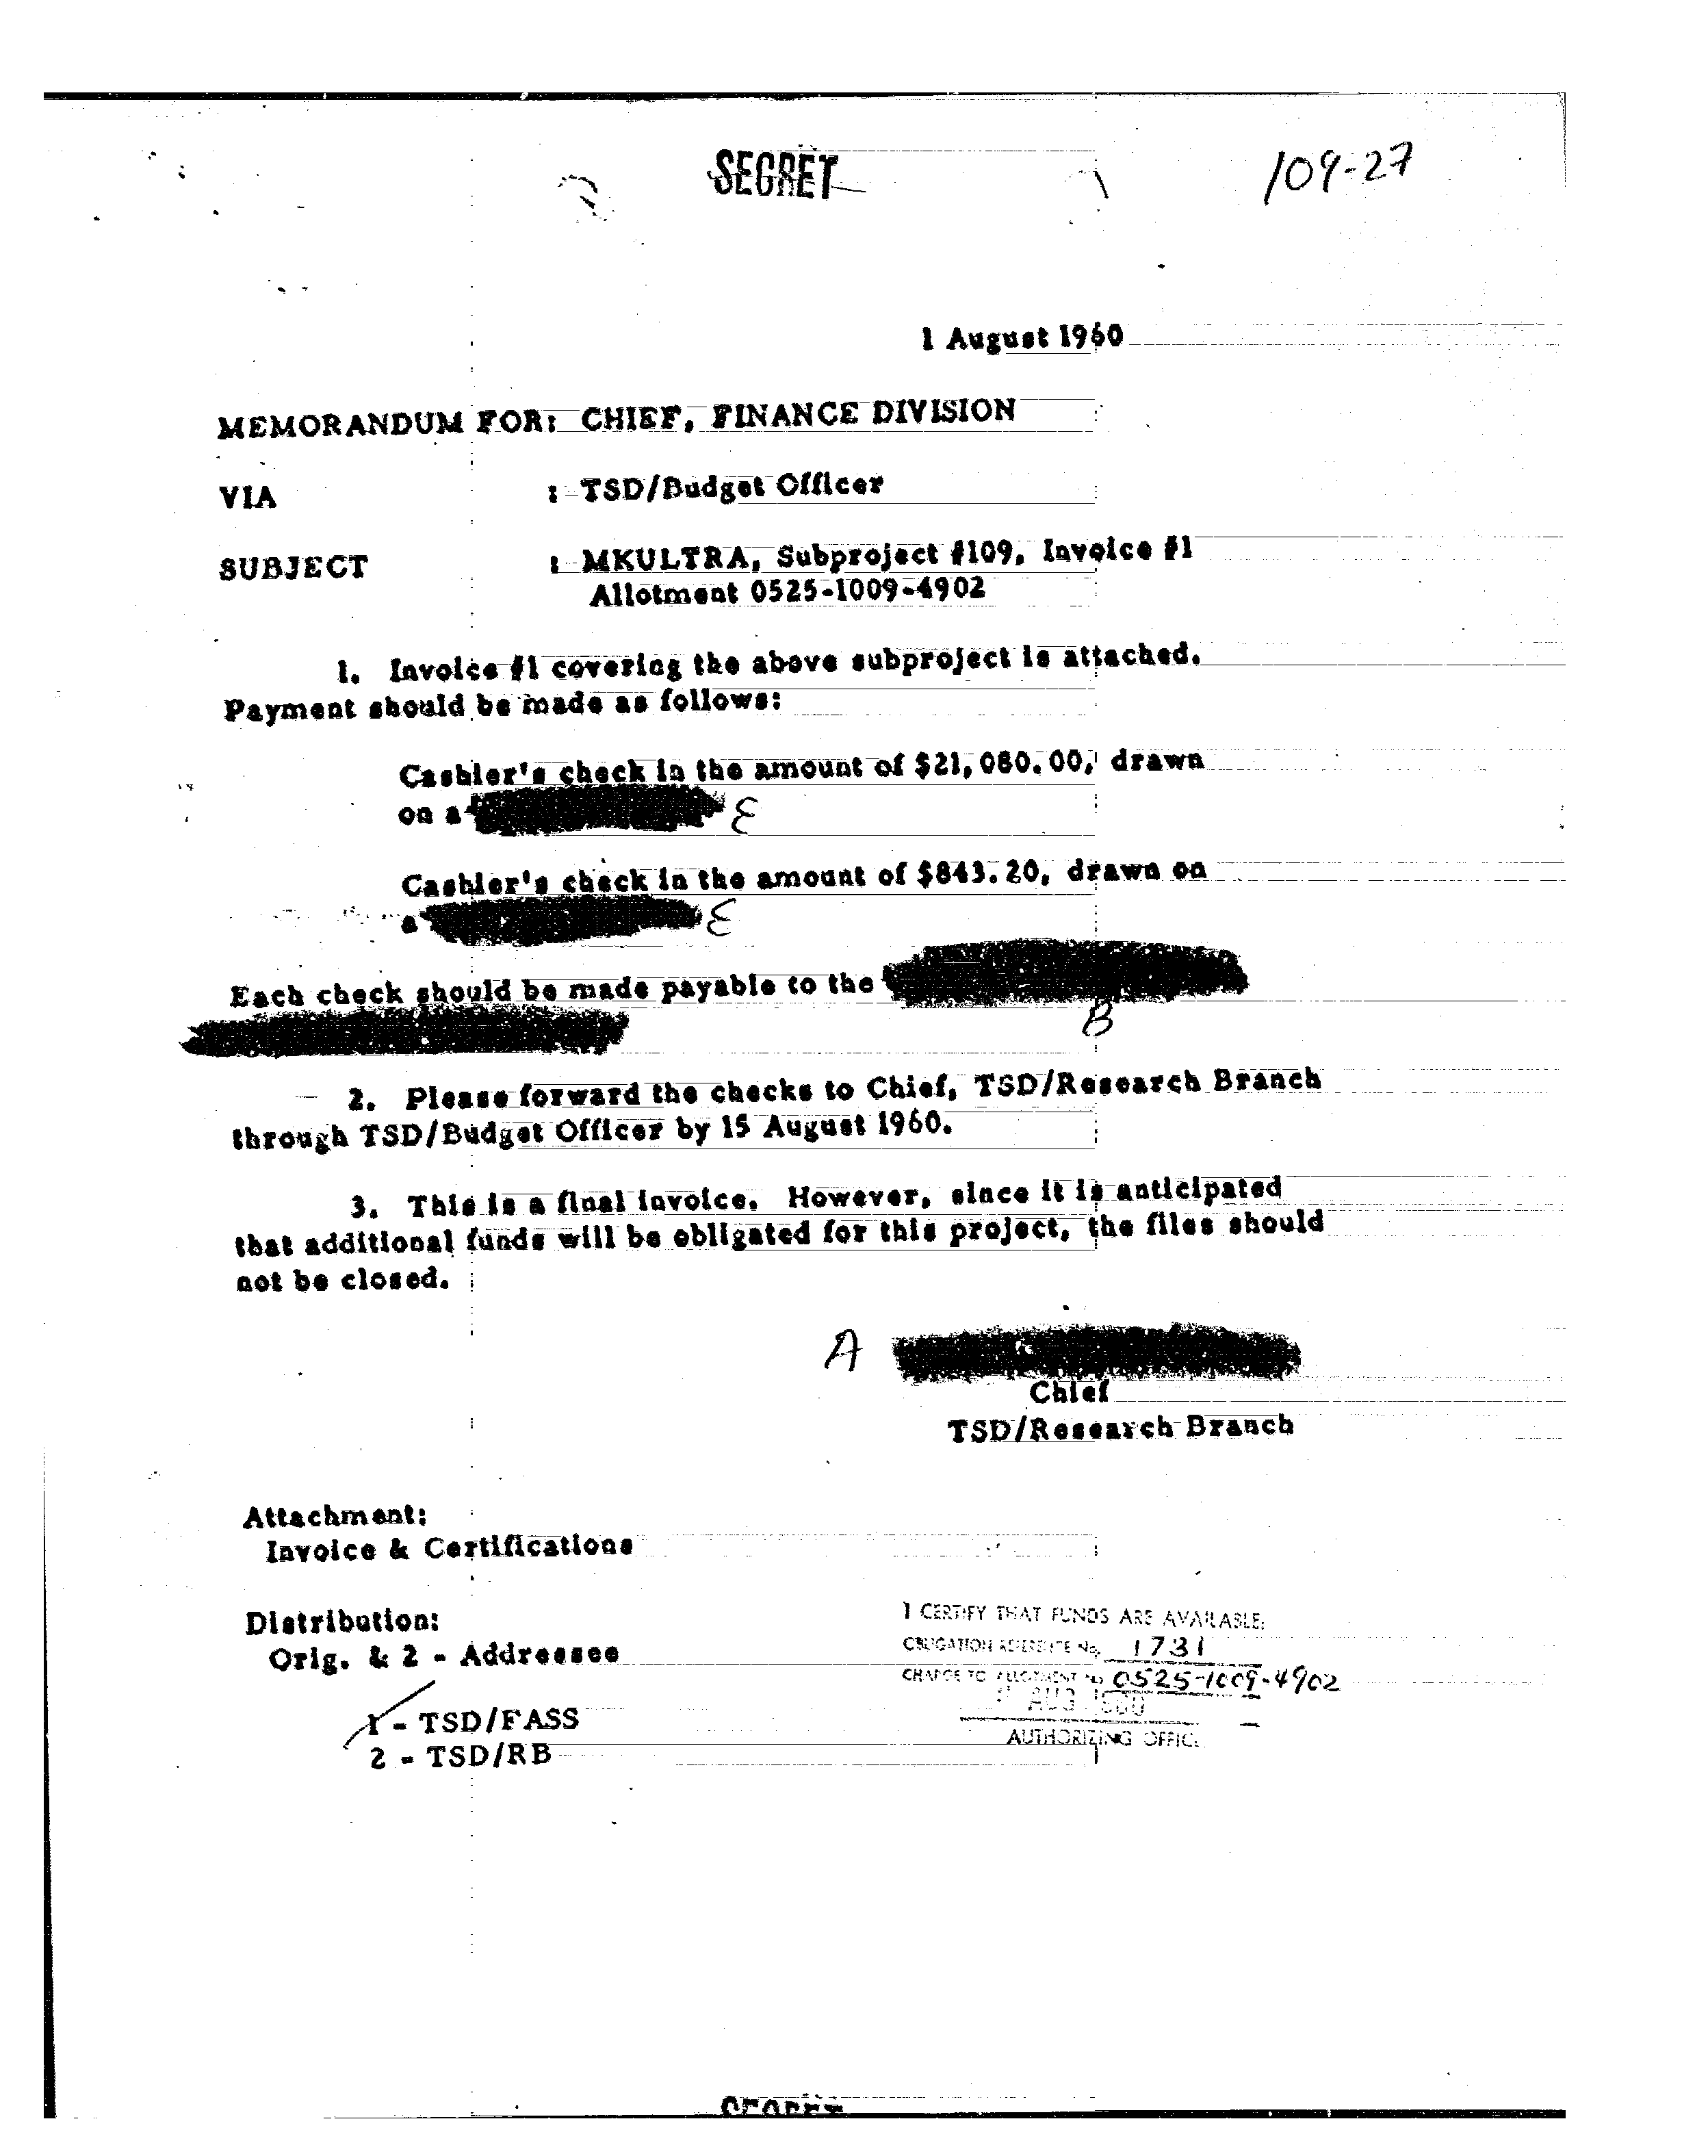 SECRET
109-27
1 August 1960
MEMORANDUM FOR: CHIEF, FINANCE DIVISION
VIA : TSD/Budget Officer
SUBJECT : MKULTRA, Subproject #109, Invoice #1
Allotment 0525-1009-4902
1. Invoice #1 covering the above subproject is attached.
Payment should be made as follows:
Cashier's check in the amount of $21,080.00, drawn
on a E
Cashier's check in the amount of $843.20, drawn on
a E
Each check should be made payable to the
B
2. Please forward the checks to Chief, TSD/Research Branch
through TSD/Budget Officer by 15 August 1960.
3. This is a final invoice. However, since it is anticipated
that additional funds will be obligated for this project, the files should
not be closed.
A
Chief
TSD/Research Branch
Attachment:
Invoice & Certifications
Distribution:
Orig. & 2 - Addressee
1 - TSD/FASS
2 - TSD/RB
I CERTIFY THAT FUNDS ARE AVAILABLE:
OBLIGATION REFERENCE No. 1731
CHARGE TO ALLOTMENT No 0525-1009-4902
AUG 1960
AUTHORIZING OFFIC